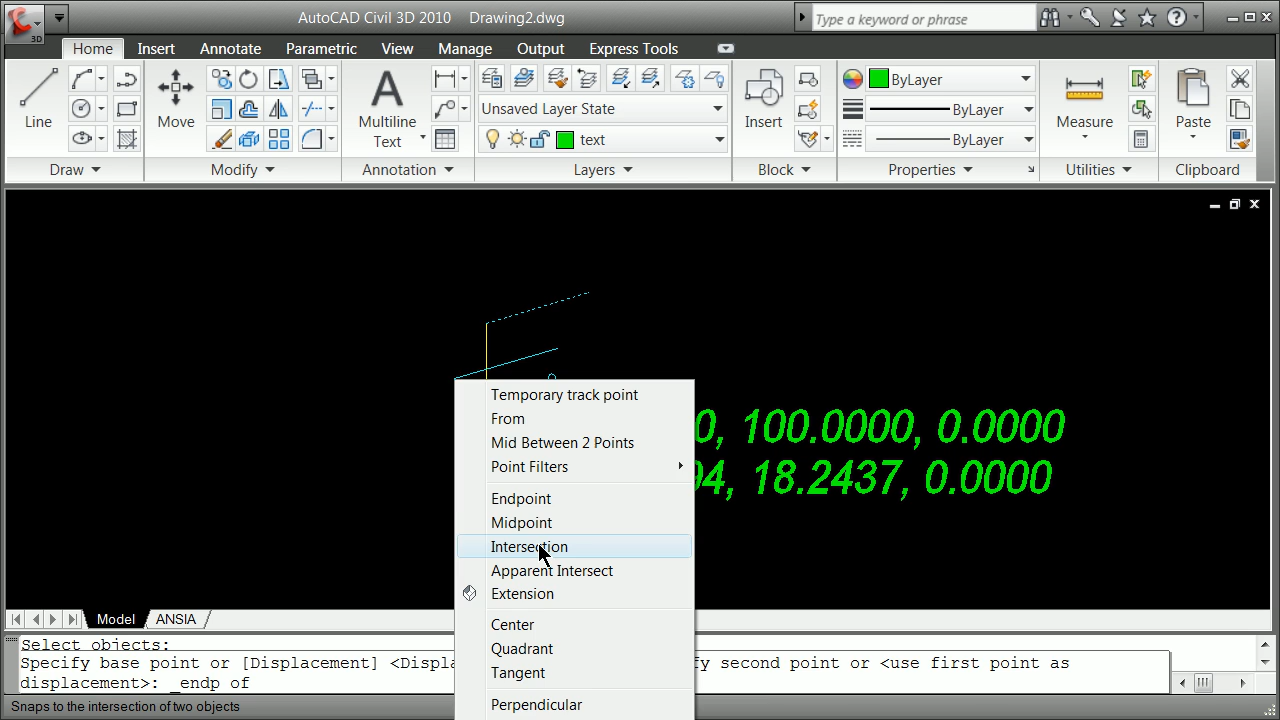 AutoCAD Civil 3D 2010 Drawing2.dwg
Type a keyword or phrase
3D
Home Insert Annotate Parametric View Manage Output Express Tools
Line
Move
A
Multiline
Text
Unsaved Layer State
text
Insert
ByLayer
ByLayer
ByLayer
Measure
Paste
Draw Modify Annotation Layers Block Properties Utilities Clipboard
0, 100.0000, 0.0000
94, 18.2437, 0.0000
Temporary track point
From
Mid Between 2 Points
Point Filters
Endpoint
Midpoint
Intersection
Apparent Intersect
Extension
Center
Quadrant
Tangent
Perpendicular
Model ANSIA
Select objects:
Specify base point or [Displacement] <Displa fy second point or <use first point as
displacement>: _endp of
Snaps to the intersection of two objects